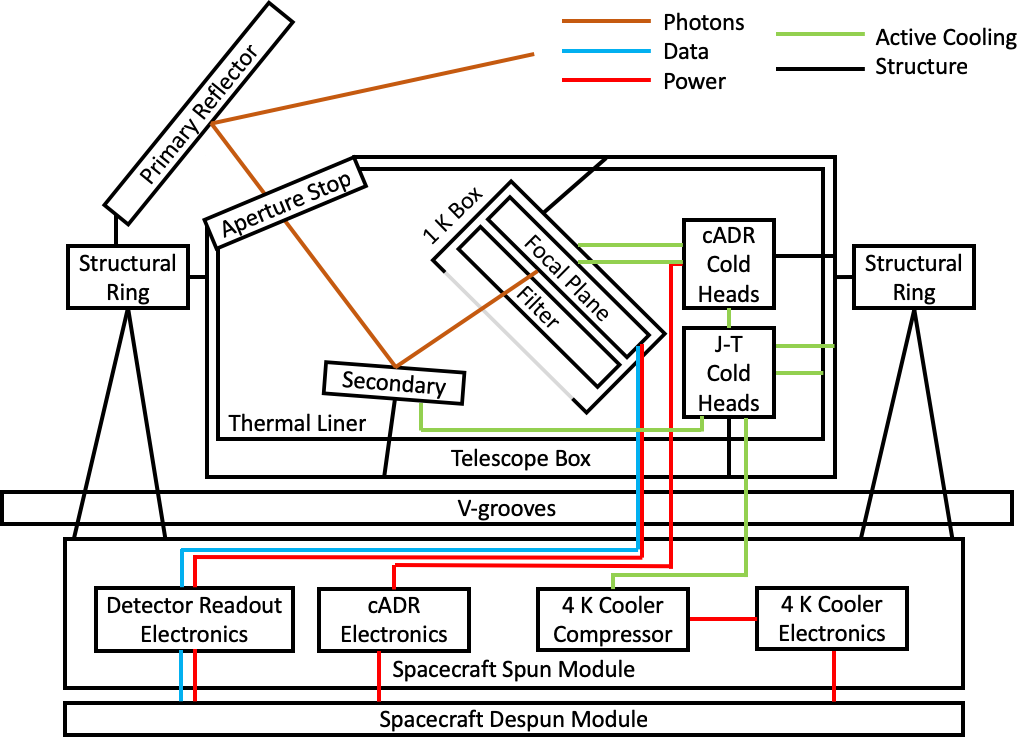 Photons
Data
Power
Active Cooling
Structure
Primary Reflector
Aperture Stop
1 K Box
Focal Plane
Filter
cADR
Cold
Heads
Structural
Ring
Structural
Ring
J-T
Cold
Heads
Secondary
Thermal Liner
Telescope Box
V-grooves
Detector Readout
Electronics
cADR
Electronics
4 K Cooler
Compressor
4 K Cooler
Electronics
Spacecraft Spun Module
Spacecraft Despun Module